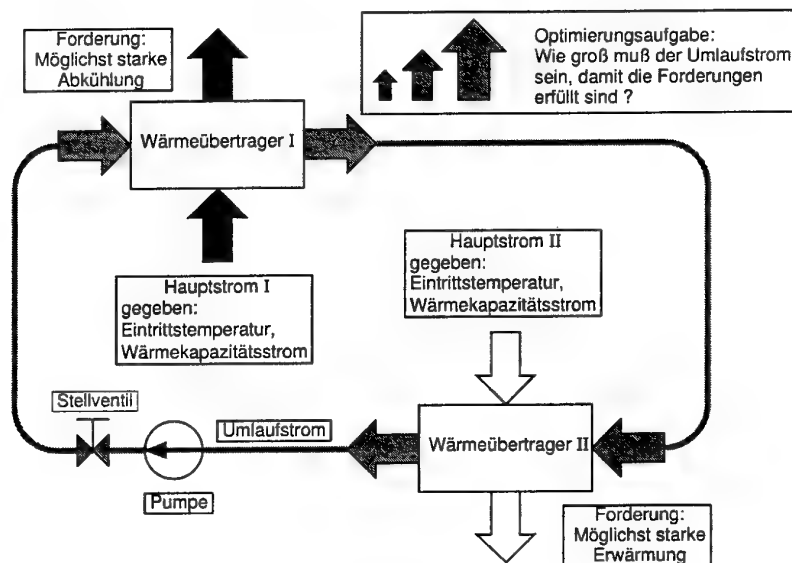 Forderung:
Möglichst starke
Abkühlung
Optimierungsaufgabe:
Wie groß muß der Umlaufstrom
sein, damit die Forderungen
erfüllt sind ?
Wärmeübertrager I
Hauptstrom I
gegeben:
Eintrittstemperatur,
Wärmekapazitätsstrom
Hauptstrom II
gegeben:
Eintrittstemperatur,
Wärmekapazitätsstrom
Stellventil
Umlaufstrom
Wärmeübertrager II
Pumpe
Forderung:
Möglichst starke
Erwärmung